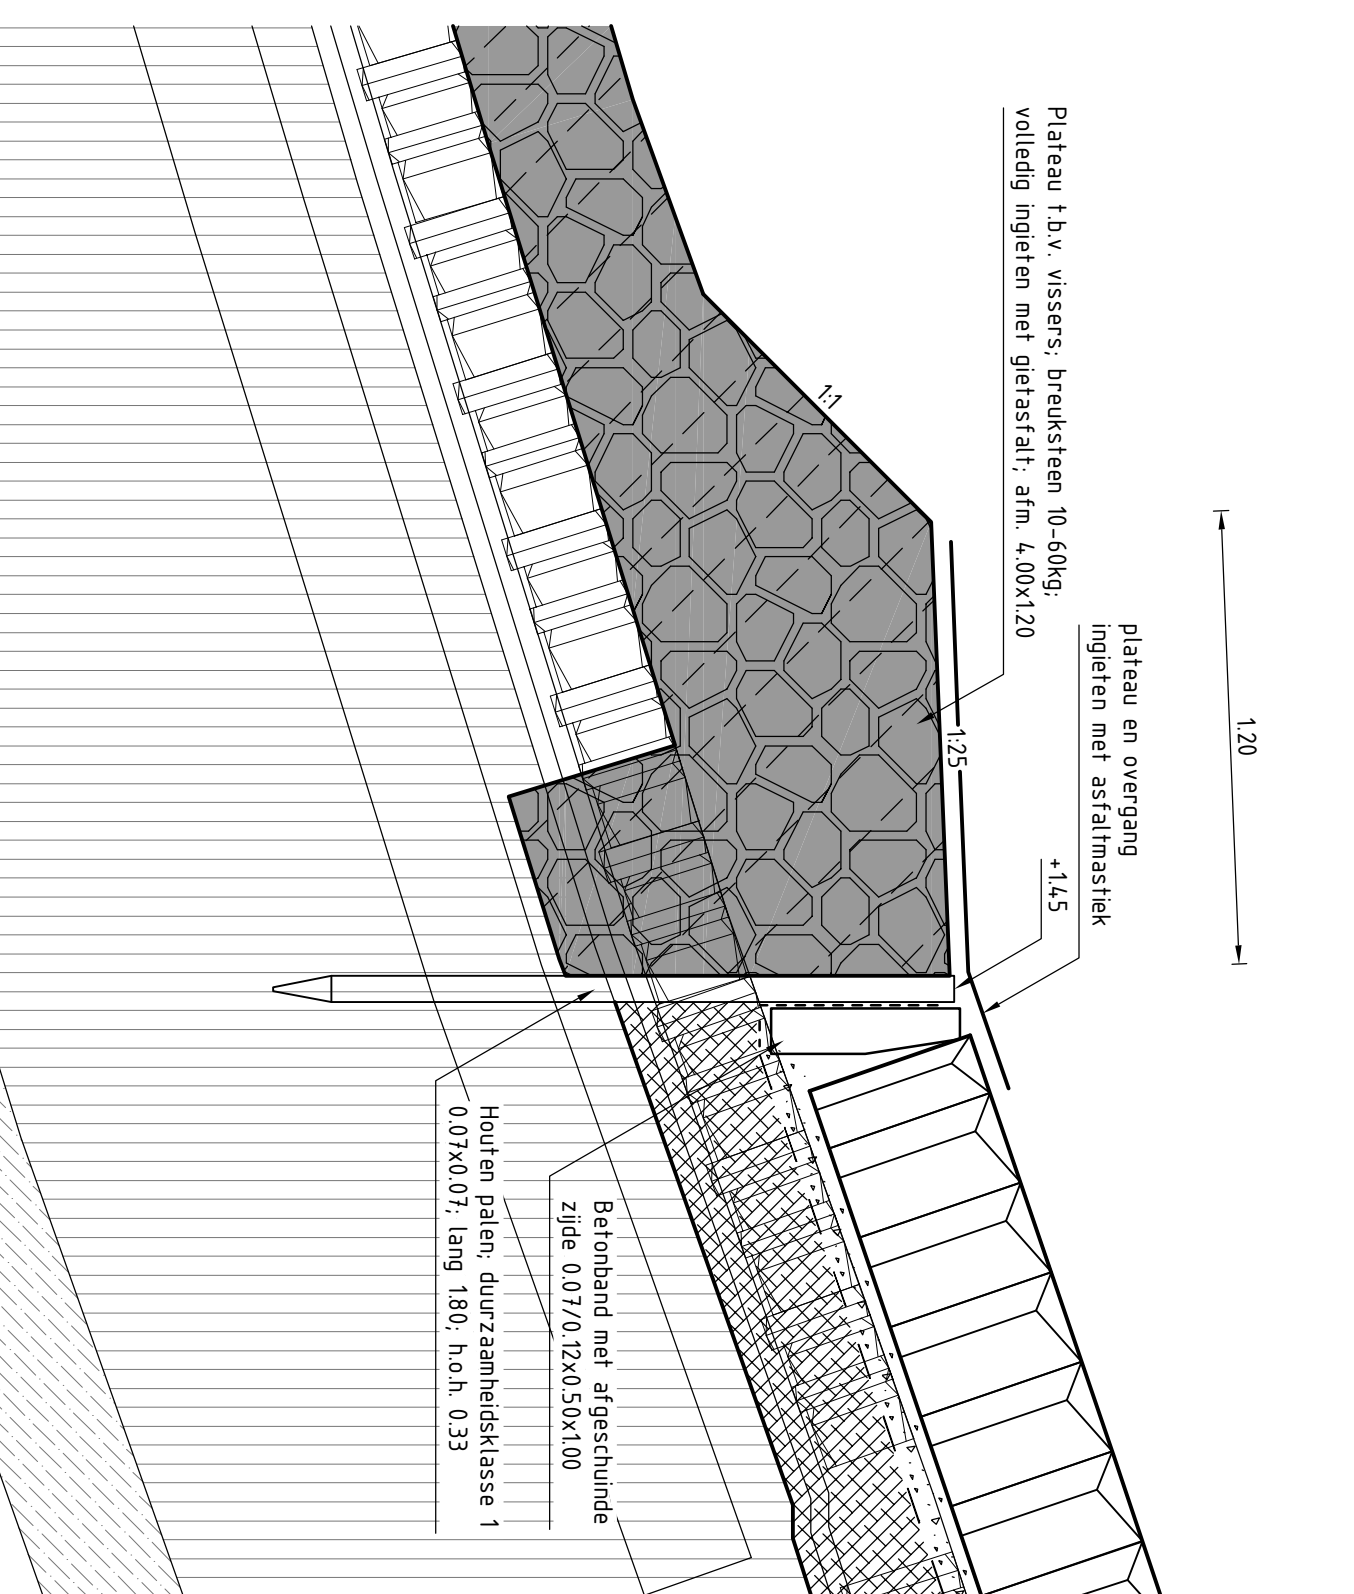 Plateau t.b.v. vissers; breuksteen 10-60kg;
volledig ingieten met gietasfalt; afm. 4.00x1.20
1.20
plateau en overgang
ingieten met asfaltmastiek
1:1
1:25
+1.45
Betonband met afgeschuinde
zijde 0.07/0.12x0.50x1.00
Houten palen; duurzaamheidsklasse 1
0.07x0.07; lang 1.80; h.o.h. 0.33